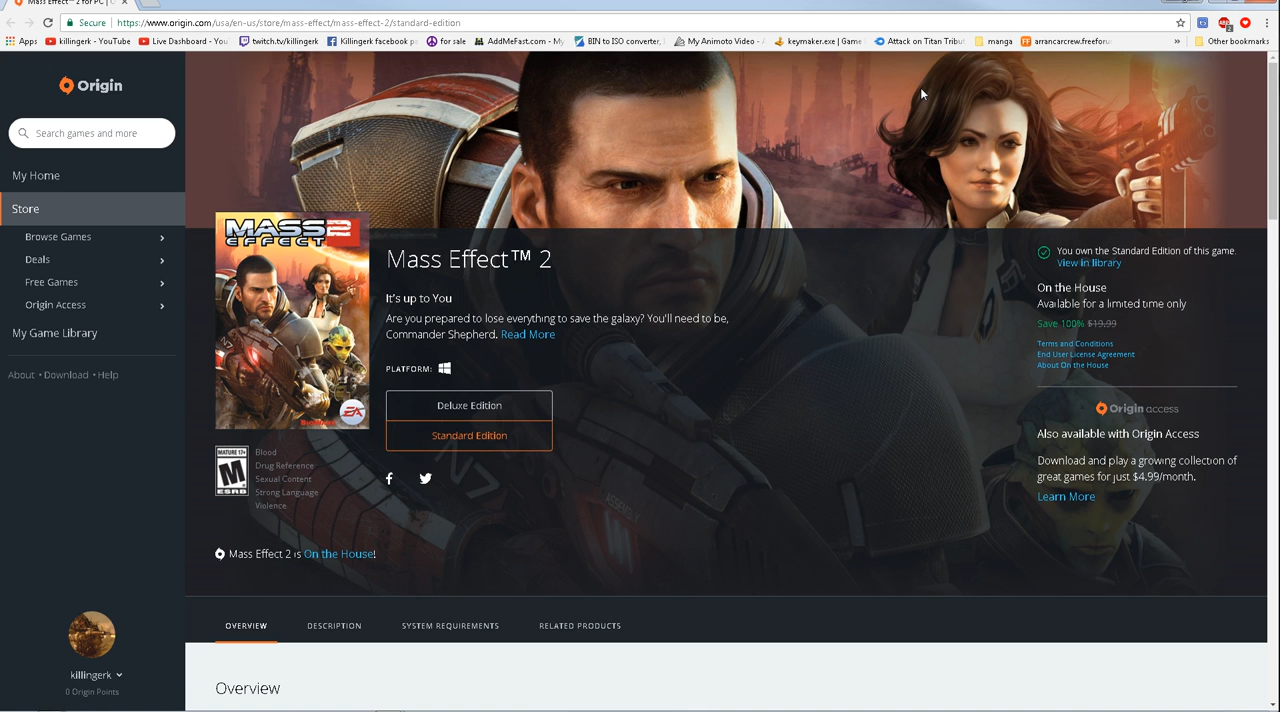 Mass Effect™ 2 for PC | O
Secure https://www.origin.com/usa/en-us/store/mass-effect/mass-effect-2/standard-edition
Apps killingerk - YouTube Live Dashboard - You twitch.tv/killingerk Killingerk facebook p for sale AddMeFast.com - My BIN to ISO converter, My Animoto Video - keymaker.exe | Game Attack on Titan Tribut manga arrancarcrew.freeforu » Other bookmarks
Origin
Search games and more
My Home
Store
Browse Games
Deals
Free Games
Origin Access
My Game Library
About • Download • Help
killingerk
0 Origin Points
MASS 2
EFFECT
BioWare
EA
Mass Effect™ 2
It's up to You
Are you prepared to lose everything to save the galaxy? You'll need to be,
Commander Shepherd. Read More
PLATFORM:
Deluxe Edition
Standard Edition
MATURE 17+
M
ESRB
Blood
Drug Reference
Sexual Content
Strong Language
Violence
N7
Mass Effect 2 is On the House!
You own the Standard Edition of this game.
View in library
On the House
Available for a limited time only
Save 100% $19.99
Terms and Conditions
End User License Agreement
About On the House
Origin access
Also available with Origin Access
Download and play a growing collection of
great games for just $4.99/month.
Learn More
OVERVIEW DESCRIPTION SYSTEM REQUIREMENTS RELATED PRODUCTS
Overview